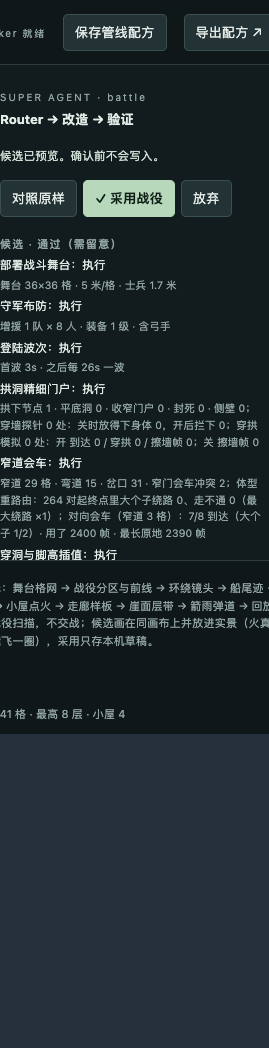 ker 就绪
保存管线配方
导出配方 ↗
SUPER AGENT · battle
Router → 改造 → 验证
候选已预览。确认前不会写入。
对照原样
✓ 采用战役
放弃
候选 · 通过（需留意）
部署战斗舞台：执行
舞台 36×36 格 · 5 米/格 · 士兵 1.7 米
守军布防：执行
增援 1 队 × 8 人 · 装备 1 级 · 含弓手
登陆波次：执行
首波 3s · 之后每 26s 一波
拱洞精细门户：执行
拱下节点 1 · 平底洞 0 · 收窄门户 0 · 封死 0 · 侧壁 0；
穿墙探针 0 处：关时放得下身体 0，开后拦下 0；穿拱
模拟 0 处：开 到达 0 / 穿拱 0 / 擦墙帧 0；关 擦墙帧 0
窄道会车：执行
窄道 29 格 · 弯道 15 · 岔口 31 · 窄门会车冲突 2；体型
重路由：264 对起终点里大个子绕路 0、走不通 0（最
大绕路 ×1）；对向会车（窄道 3 格）：7/8 到达（大个
子 1/2）· 用了 2400 帧 · 最长原地 2390 帧
穿洞与脚高插值：执行
：舞台格网 → 战役分区与前线 → 环绕镜头 → 船尾迹
→ 小屋点火 → 走廊样板 → 崖面层带 → 箭雨弹道 → 回放
役扫描，不交战；候选画在同画布上并放进实景（火真
飞一圈），采用只存本机草稿。
41 格 · 最高 8 层 · 小屋 4